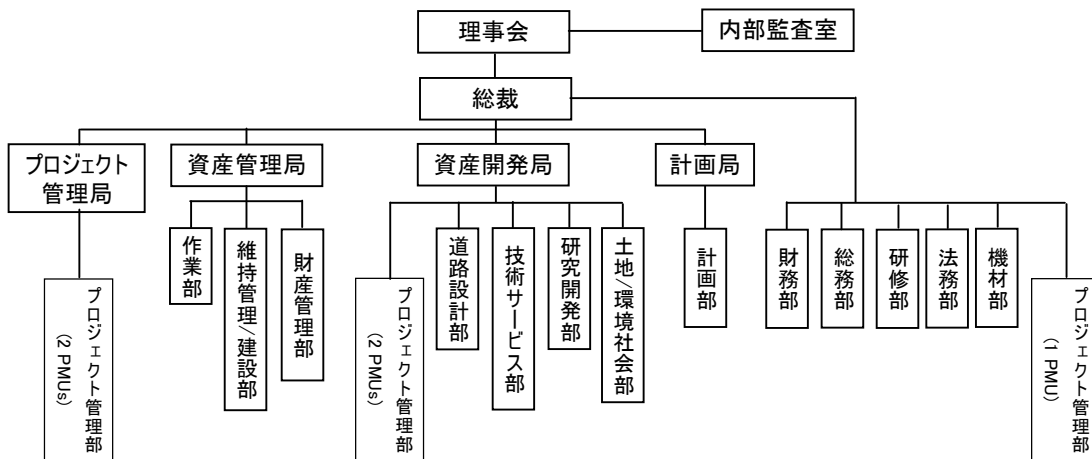 理事会
内部監査室
総裁
プロジェクト
管理局
資産管理局
資産開発局
計画局
作業部
維持管理/建設部
財産管理部
道路設計部
技術サービス部
研究開発部
土地/環境社会部
計画部
財務部
総務部
研修部
法務部
機材部
プロジェクト管理部
(2 PMUs)
プロジェクト管理部
(2 PMUs)
プロジェクト管理部
(1 PMU)